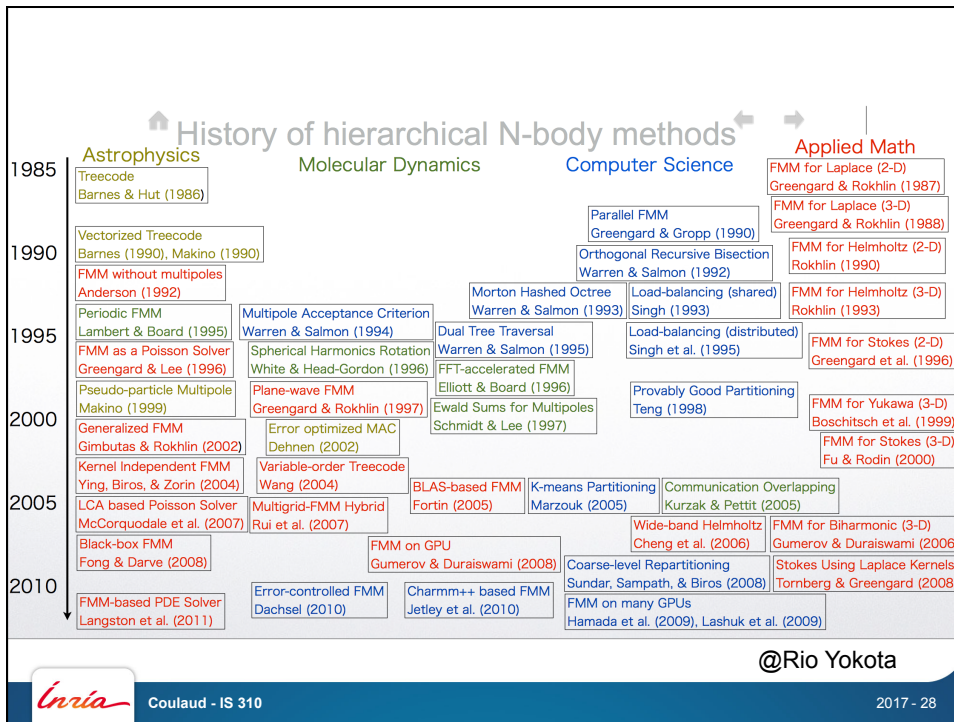 History of hierarchical N-body methods
Astrophysics
Molecular Dynamics
Computer Science
Applied Math
1985
Treecode
Barnes & Hut (1986)
FMM for Laplace (2-D)
Greengard & Rokhlin (1987)
FMM for Laplace (3-D)
Greengard & Rokhlin (1988)
Parallel FMM
Greengard & Gropp (1990)
1990
Vectorized Treecode
Barnes (1990), Makino (1990)
Orthogonal Recursive Bisection
Warren & Salmon (1992)
FMM for Helmholtz (2-D)
Rokhlin (1990)
FMM without multipoles
Anderson (1992)
Morton Hashed Octree
Warren & Salmon (1993)
Load-balancing (shared)
Singh (1993)
FMM for Helmholtz (3-D)
Rokhlin (1993)
Periodic FMM
Lambert & Board (1995)
Multipole Acceptance Criterion
Warren & Salmon (1994)
1995
Dual Tree Traversal
Warren & Salmon (1995)
Load-balancing (distributed)
Singh et al. (1995)
FMM for Stokes (2-D)
Greengard et al. (1996)
FMM as a Poisson Solver
Greengard & Lee (1996)
Spherical Harmonics Rotation
White & Head-Gordon (1996)
FFT-accelerated FMM
Elliott & Board (1996)
Pseudo-particle Multipole
Makino (1999)
Plane-wave FMM
Greengard & Rokhlin (1997)
Ewald Sums for Multipoles
Schmidt & Lee (1997)
Provably Good Partitioning
Teng (1998)
FMM for Yukawa (3-D)
Boschitsch et al. (1999)
2000
Generalized FMM
Gimbutas & Rokhlin (2002)
Error optimized MAC
Dehnen (2002)
FMM for Stokes (3-D)
Fu & Rodin (2000)
Kernel Independent FMM
Ying, Biros, & Zorin (2004)
Variable-order Treecode
Wang (2004)
BLAS-based FMM
Fortin (2005)
K-means Partitioning
Marzouk (2005)
Communication Overlapping
Kurzak & Pettit (2005)
2005
LCA based Poisson Solver
McCorquodale et al. (2007)
Multigrid-FMM Hybrid
Rui et al. (2007)
Wide-band Helmholtz
Cheng et al. (2006)
FMM for Biharmonic (3-D)
Gumerov & Duraiswami (2006
Black-box FMM
Fong & Darve (2008)
FMM on GPU
Gumerov & Duraiswami (2008)
Coarse-level Repartitioning
Sundar, Sampath, & Biros (2008)
Stokes Using Laplace Kernels
Tornberg & Greengard (2008
2010
FMM-based PDE Solver
Langston et al. (2011)
Error-controlled FMM
Dachsel (2010)
Charmm++ based FMM
Jetley et al. (2010)
FMM on many GPUs
Hamada et al. (2009), Lashuk et al. (2009)
@Rio Yokota
Inria
Coulaud - IS 310
2017 - 28